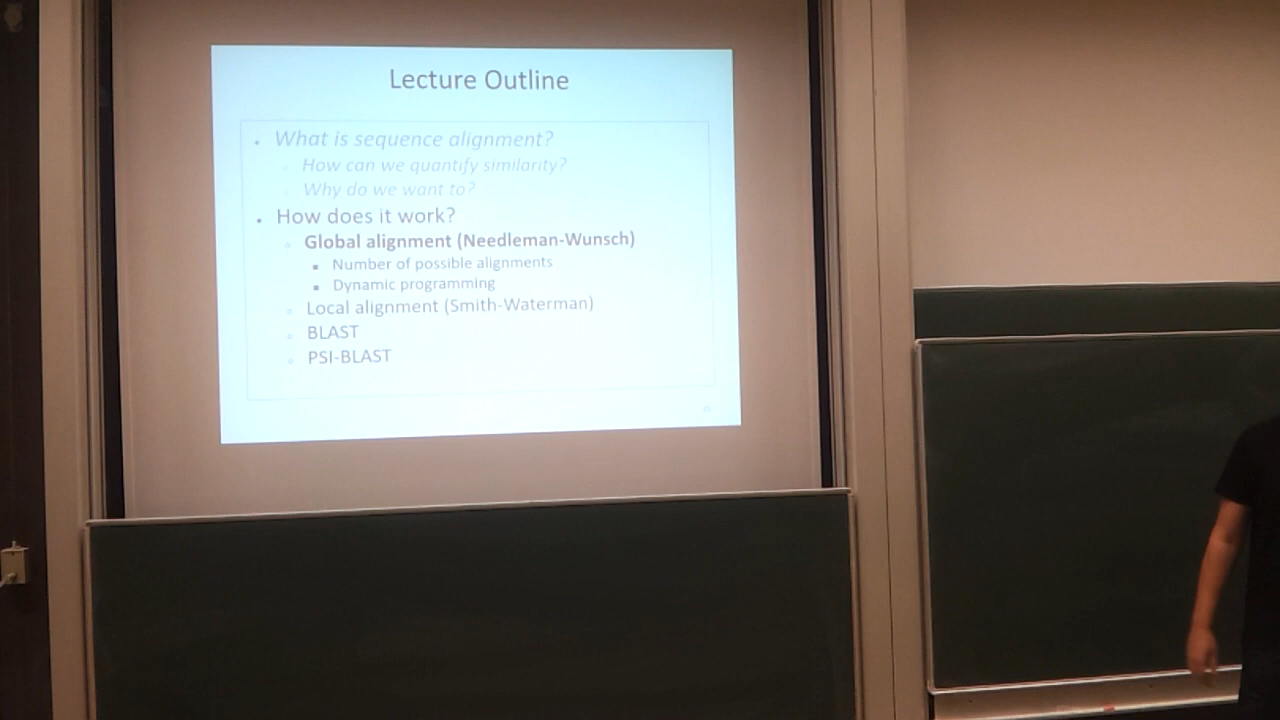 Lecture Outline
What is sequence alignment?
How can we quantify similarity?
Why do we want to?
How does it work?
Global alignment (Needleman-Wunsch)
Number of possible alignments
Dynamic programming
Local alignment (Smith-Waterman)
BLAST
PSI-BLAST